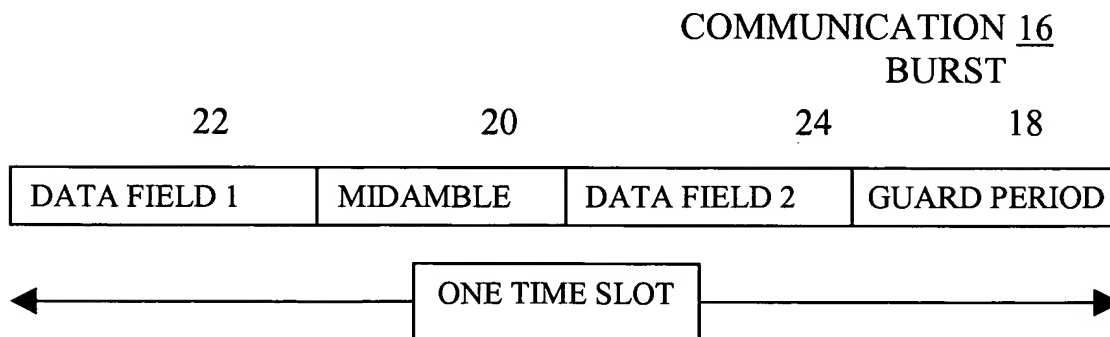 COMMUNICATION 16
BURST
22 20 24 18
DATA FIELD 1 MIDAMBLE DATA FIELD 2 GUARD PERIOD
ONE TIME SLOT